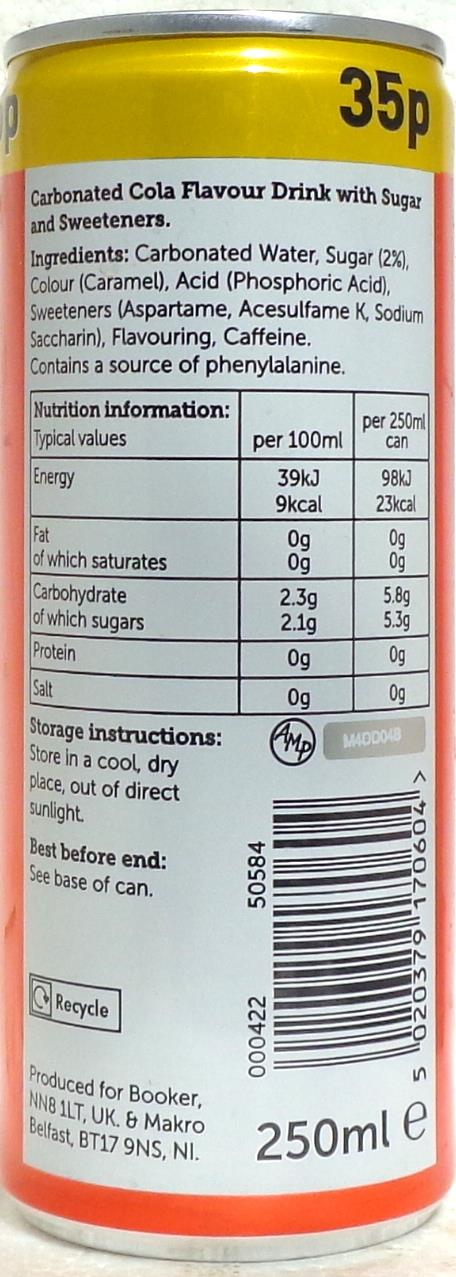 35p
p
Carbonated Cola Flavour Drink with Sugar
and Sweeteners.
Ingredients: Carbonated Water, Sugar (2%),
Colour (Caramel), Acid (Phosphoric Acid),
Sweeteners (Aspartame, Acesulfame K, Sodium
Saccharin), Flavouring, Caffeine.
Contains a source of phenylalanine.
Nutrition information:
Typical values per 100ml per 250ml can
Energy 39kJ 98kJ
9kcal 23kcal
Fat 0g 0g
of which saturates 0g 0g
Carbohydrate 2.3g 5.8g
of which sugars 2.1g 5.3g
Protein 0g 0g
Salt 0g 0g
Storage instructions:
Store in a cool, dry
place, out of direct
sunlight.
Best before end:
See base of can.
AMP
M4DD04B
50584
000422
5 020379 170604 >
Recycle
Produced for Booker,
NN8 1LT, UK. & Makro
Belfast, BT17 9NS, NI.
250ml e